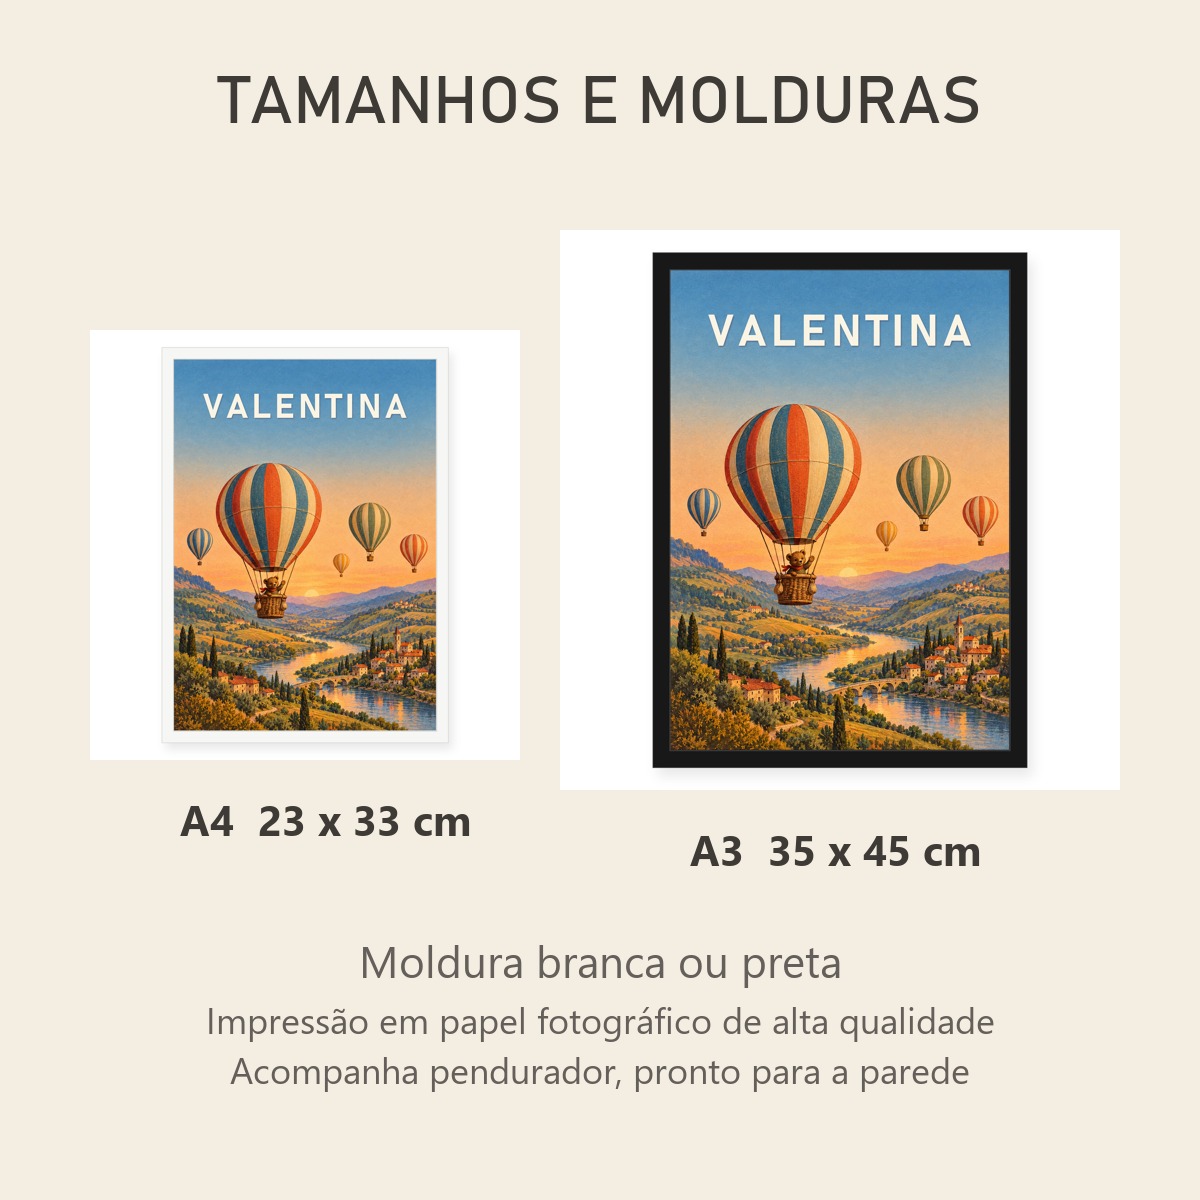 TAMANHOS E MOLDURAS
VALENTINA
VALENTINA
A4 23 x 33 cm
A3 35 x 45 cm
Moldura branca ou preta
Impressão em papel fotográfico de alta qualidade
Acompanha pendurador, pronto para a parede